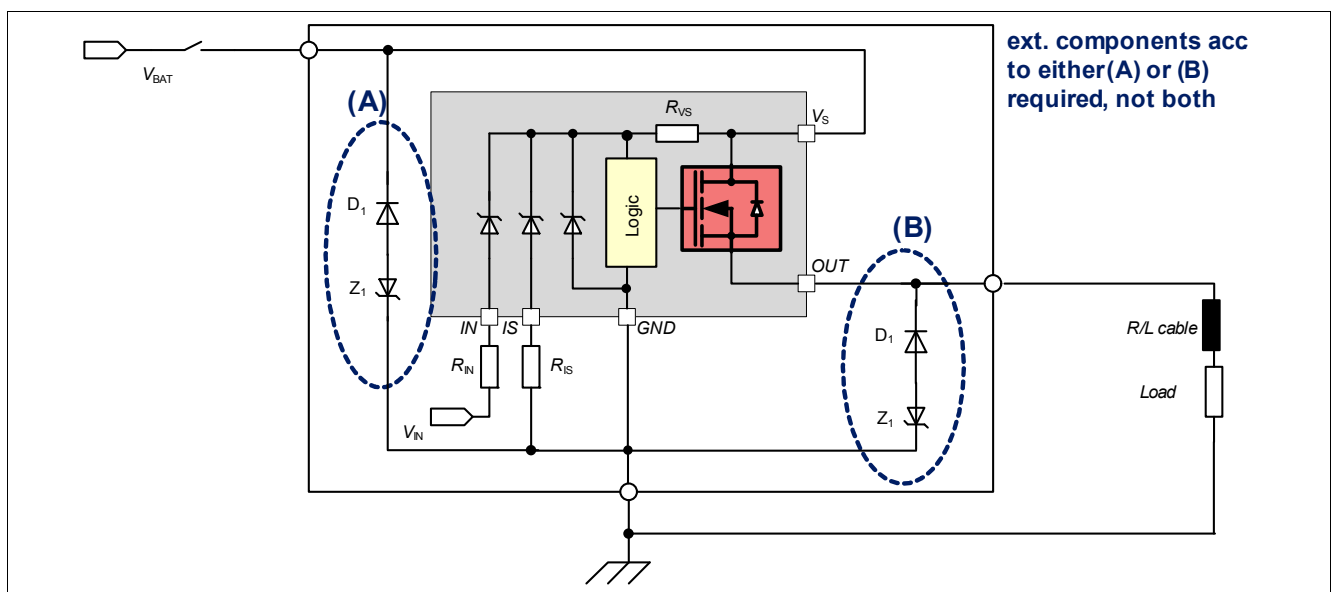 ext. components acc
to either(A) or (B)
required, not both
VBAT
(A)
RVS
VS
D1
Z1
Logic
(B)
OUT
IN
IS
GND
RIN
RIS
VIN
D1
Z1
R/L cable
Load